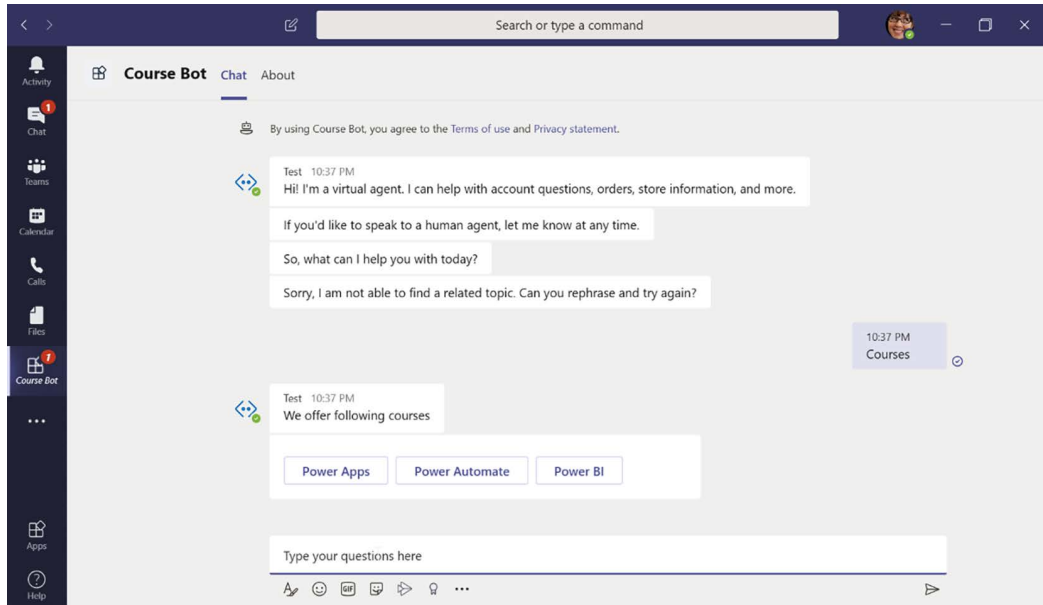 Search or type a command
Activity
Course Bot Chat About
1
Chat
By using Course Bot, you agree to the Terms of use and Privacy statement.
Teams
Test 10:37 PM
Hi! I'm a virtual agent. I can help with account questions, orders, store information, and more.
Calendar
If you'd like to speak to a human agent, let me know at any time.
So, what can I help you with today?
Calls
Sorry, I am not able to find a related topic. Can you rephrase and try again?
Files
10:37 PM
Courses
1
Course Bot
Test 10:37 PM
We offer following courses
Power Apps Power Automate Power BI
Apps
Type your questions here
GIF
Help